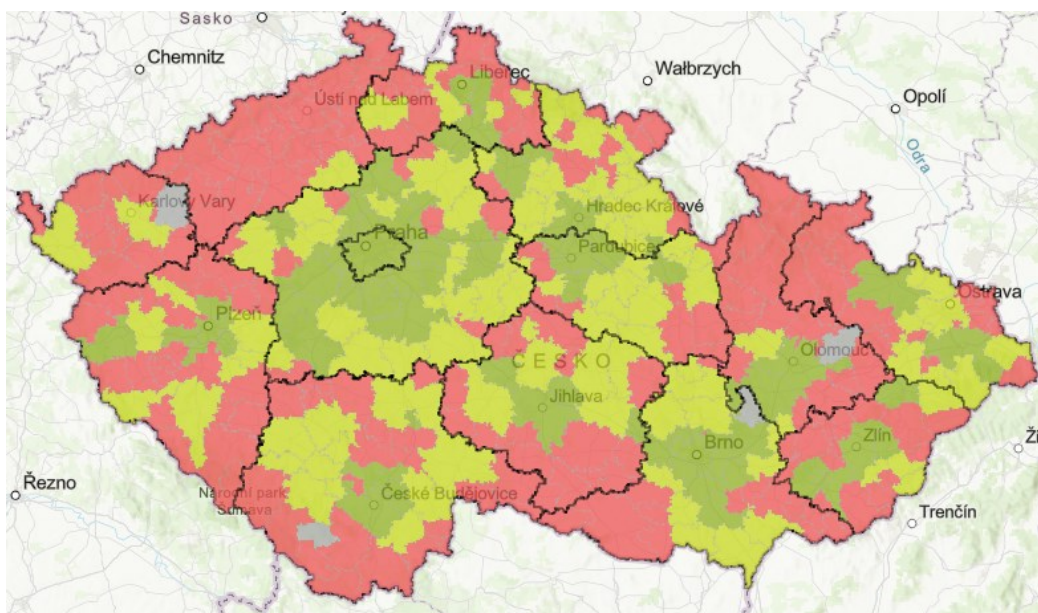 Sasko
Chemnitz
Liberec
Wałbrzych
Ústí nad Labem
Opolí
Odra
Karlovy Vary
Hradec Králové
Praha
Pardubice
Ostrava
Plzeň
ČESKO
Olomouc
Jihlava
Brno
Zlín
Ži
Řezno
Národní park
Šumava
České Budějovice
Trenčín